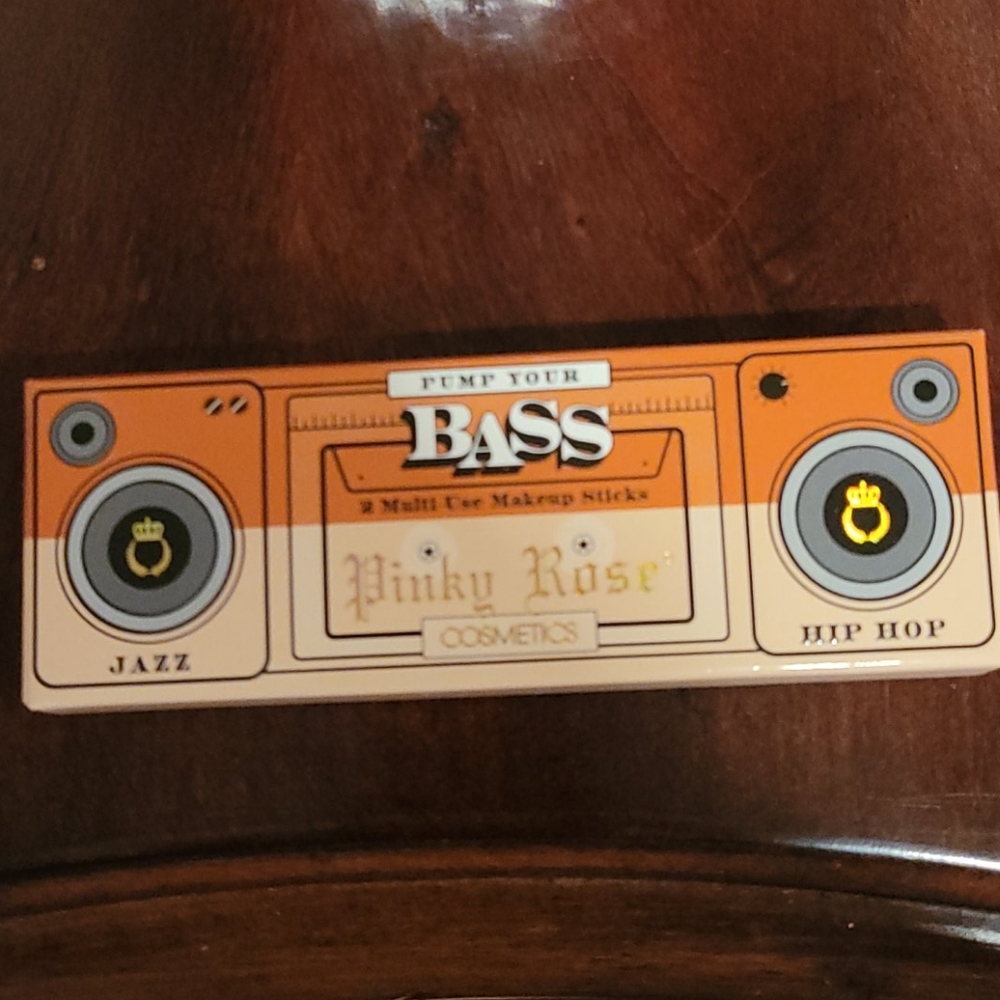 PUMP YOUR
BASS
2 Multi Use Makeup Sticks
Pinky Rose
COSMETICS
JAZZ
HIP HOP